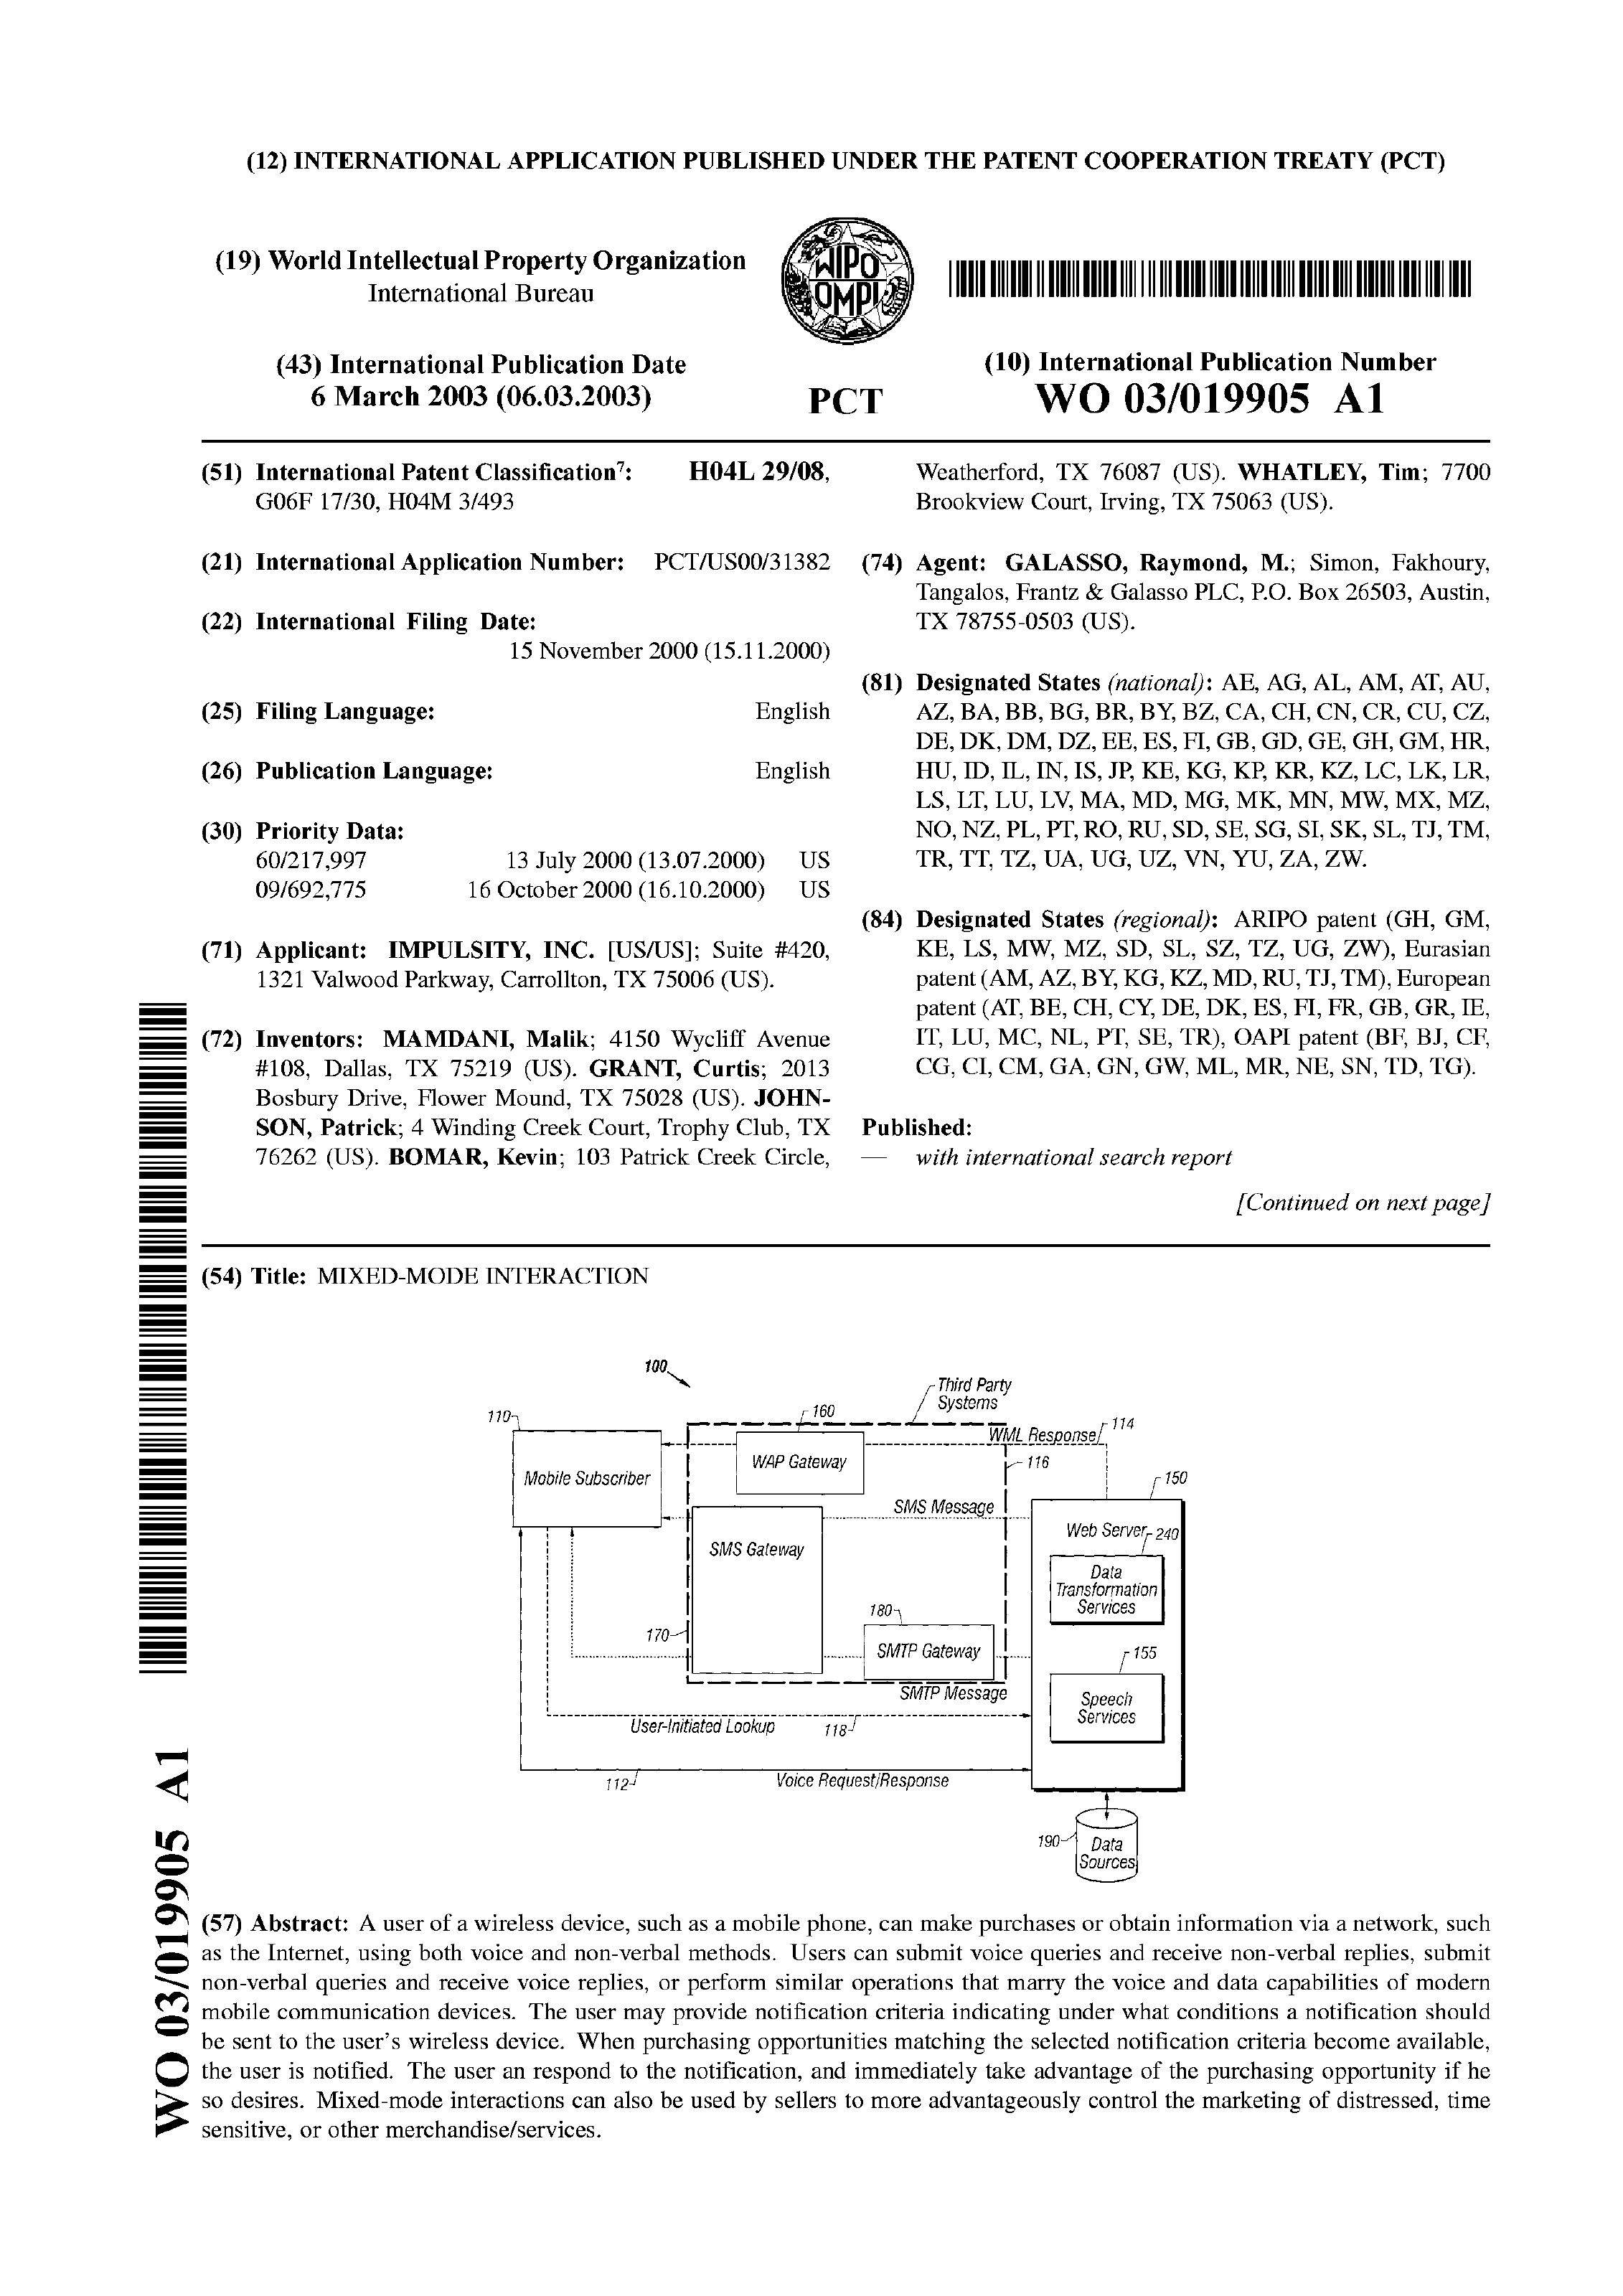 (12) INTERNATIONAL APPLICATION PUBLISHED UNDER THE PATENT COOPERATION TREATY (PCT)
(19) World Intellectual Property Organization
International Bureau
WIPO
OMPI
(43) International Publication Date
6 March 2003 (06.03.2003)
PCT
(10) International Publication Number
WO 03/019905 A1
(51) International Patent Classification7: H04L 29/08,
G06F 17/30, H04M 3/493
(21) International Application Number: PCT/US00/31382
(22) International Filing Date:
15 November 2000 (15.11.2000)
(25) Filing Language: English
(26) Publication Language: English
(30) Priority Data:
60/217,997 13 July 2000 (13.07.2000) US
09/692,775 16 October 2000 (16.10.2000) US
(71) Applicant: IMPULSITY, INC. [US/US]; Suite #420,
1321 Valwood Parkway, Carrollton, TX 75006 (US).
(72) Inventors: MAMDANI, Malik; 4150 Wycliff Avenue
#108, Dallas, TX 75219 (US). GRANT, Curtis; 2013
Bosbury Drive, Flower Mound, TX 75028 (US). JOHN-
SON, Patrick; 4 Winding Creek Court, Trophy Club, TX
76262 (US). BOMAR, Kevin; 103 Patrick Creek Circle,
Weatherford, TX 76087 (US). WHATLEY, Tim; 7700
Brookview Court, Irving, TX 75063 (US).
(74) Agent: GALASSO, Raymond, M.; Simon, Fakhoury,
Tangalos, Frantz & Galasso PLC, P.O. Box 26503, Austin,
TX 78755-0503 (US).
(81) Designated States (national): AE, AG, AL, AM, AT, AU,
AZ, BA, BB, BG, BR, BY, BZ, CA, CH, CN, CR, CU, CZ,
DE, DK, DM, DZ, EE, ES, FI, GB, GD, GE, GH, GM, HR,
HU, ID, IL, IN, IS, JP, KE, KG, KP, KR, KZ, LC, LK, LR,
LS, LT, LU, LV, MA, MD, MG, MK, MN, MW, MX, MZ,
NO, NZ, PL, PT, RO, RU, SD, SE, SG, SI, SK, SL, TJ, TM,
TR, TT, TZ, UA, UG, UZ, VN, YU, ZA, ZW.
(84) Designated States (regional): ARIPO patent (GH, GM,
KE, LS, MW, MZ, SD, SL, SZ, TZ, UG, ZW), Eurasian
patent (AM, AZ, BY, KG, KZ, MD, RU, TJ, TM), European
patent (AT, BE, CH, CY, DE, DK, ES, FI, FR, GB, GR, IE,
IT, LU, MC, NL, PT, SE, TR), OAPI patent (BF, BJ, CF,
CG, CI, CM, GA, GN, GW, ML, MR, NE, SN, TD, TG).
Published:
— with international search report
[Continued on next page]
(54) Title: MIXED-MODE INTERACTION
100
Third Party
Systems
110
160
WML Response
114
Mobile Subscriber
WAP Gateway
116
150
SMS Message
Web Server
240
SMS Gateway
Data
Transformation
Services
180
170
SMTP Gateway
155
SMTP Message
Speech
Services
User-Initiated Lookup
118
112
Voice Request/Response
190
Data
Sources
(57) Abstract: A user of a wireless device, such as a mobile phone, can make purchases or obtain information via a network, such
as the Internet, using both voice and non-verbal methods. Users can submit voice queries and receive non-verbal replies, submit
non-verbal queries and receive voice replies, or perform similar operations that marry the voice and data capabilities of modern
mobile communication devices. The user may provide notification criteria indicating under what conditions a notification should
be sent to the user's wireless device. When purchasing opportunities matching the selected notification criteria become available,
the user is notified. The user an respond to the notification, and immediately take advantage of the purchasing opportunity if he
so desires. Mixed-mode interactions can also be used by sellers to more advantageously control the marketing of distressed, time
sensitive, or other merchandise/services.
WO 03/019905 A1